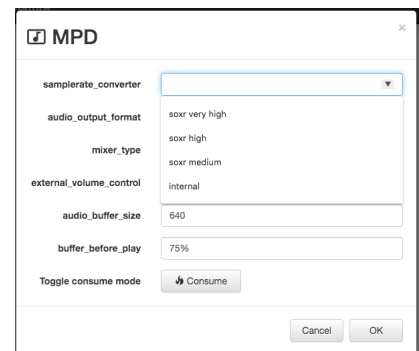 MPD
×
samplerate_converter
soxr very high
audio_output_format
soxr high
mixer_type
soxr medium
external_volume_control
internal
audio_buffer_size 640
buffer_before_play 75%
Toggle consume mode Consume
Cancel OK